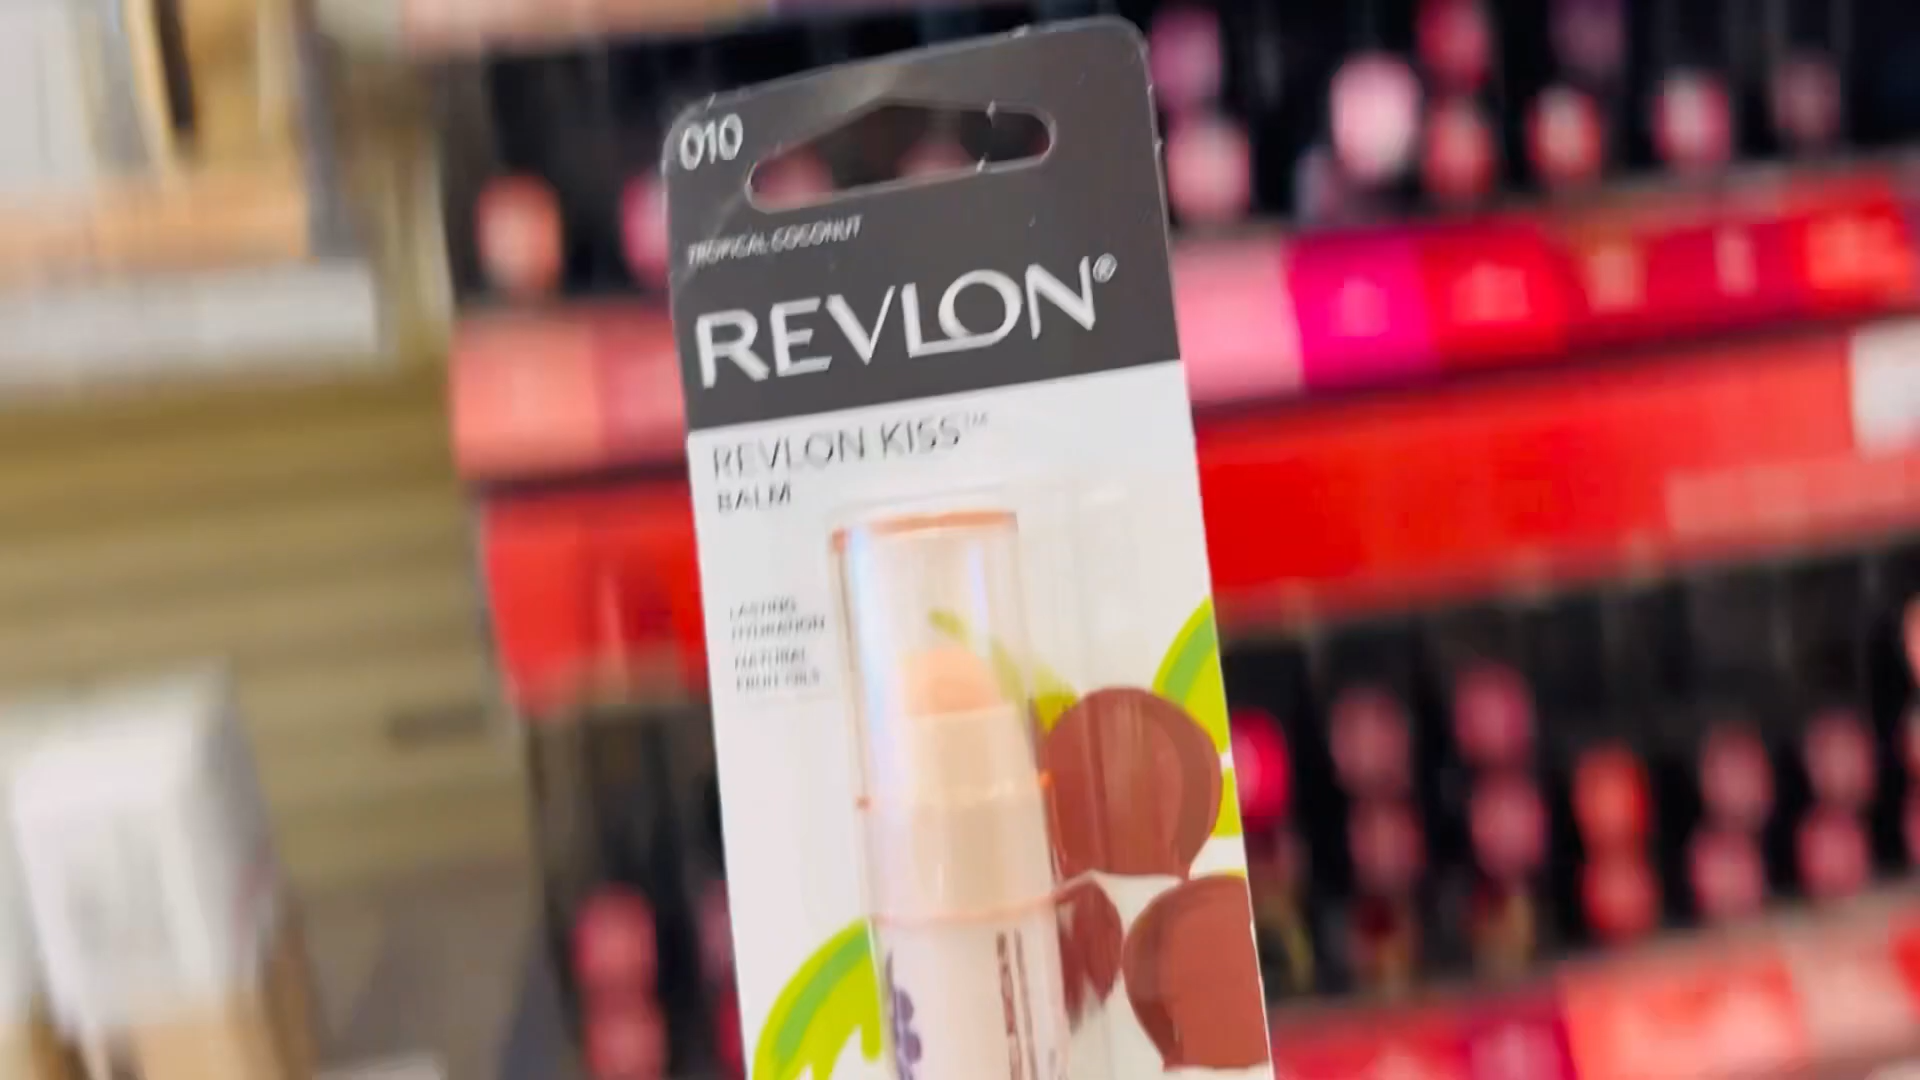 010
TROPICAL COCONUT
REVLON®
REVLON KISS™
BALM
LASTING
HYDRATION
NATURAL
FRUIT OILS